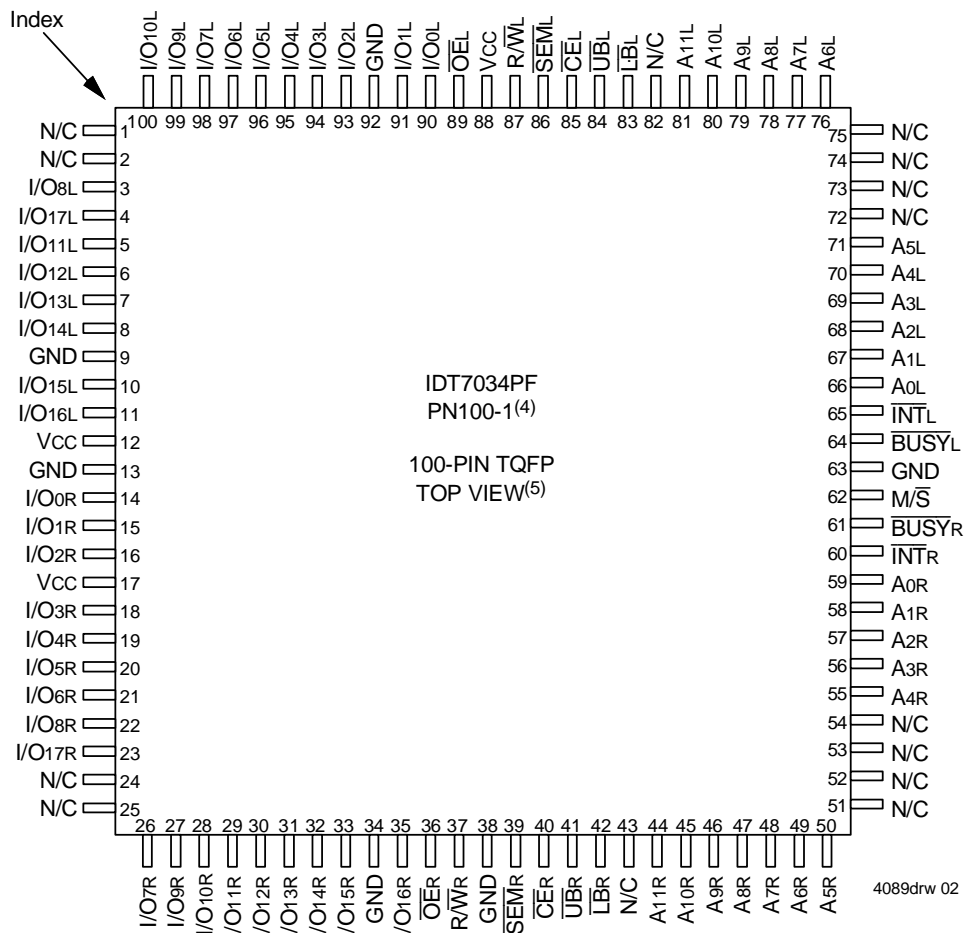 Index
I/O10L
I/O9L
I/O7L
I/O6L
I/O5L
I/O4L
I/O3L
I/O2L
GND
I/O1L
I/O0L
OEL
VCC
R/WL
SEML
CEL
UBL
LBL
N/C
A11L
A10L
A9L
A8L
A7L
A6L
100 99 98 97 96 95 94 93 92 91 90 89 88 87 86 85 84 83 82 81 80 79 78 77 76
N/C 1
N/C 2
I/O8L 3
I/O17L 4
I/O11L 5
I/O12L 6
I/O13L 7
I/O14L 8
GND 9
I/O15L 10
I/O16L 11
VCC 12
GND 13
I/O0R 14
I/O1R 15
I/O2R 16
VCC 17
I/O3R 18
I/O4R 19
I/O5R 20
I/O6R 21
I/O8R 22
I/O17R 23
N/C 24
N/C 25
IDT7034PF
PN100-1(4)
100-PIN TQFP
TOP VIEW(5)
75 N/C
74 N/C
73 N/C
72 N/C
71 A5L
70 A4L
69 A3L
68 A2L
67 A1L
66 A0L
65 INTL
64 BUSYL
63 GND
62 M/S
61 BUSYR
60 INTR
59 A0R
58 A1R
57 A2R
56 A3R
55 A4R
54 N/C
53 N/C
52 N/C
51 N/C
26 27 28 29 30 31 32 33 34 35 36 37 38 39 40 41 42 43 44 45 46 47 48 49 50
I/O7R
I/O9R
I/O10R
I/O11R
I/O12R
I/O13R
I/O14R
I/O15R
GND
I/O16R
OER
R/WR
GND
SEMR
CER
UBR
LBR
N/C
A11R
A10R
A9R
A8R
A7R
A6R
A5R
4089drw 02